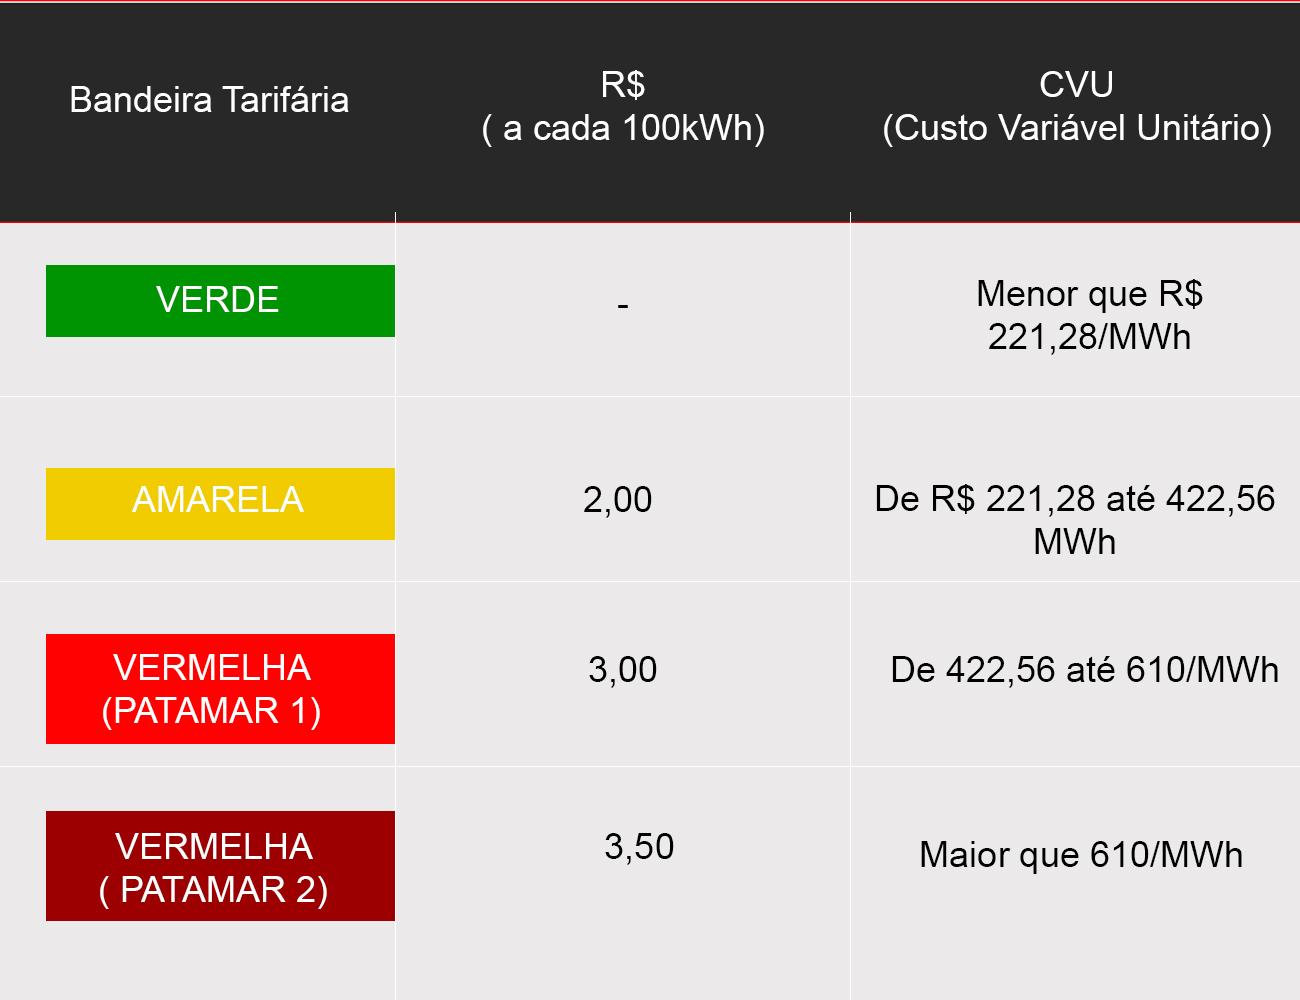 Bandeira Tarifária
R$
( a cada 100kWh)
CVU
(Custo Variável Unitário)
VERDE
-
Menor que R$
221,28/MWh
AMARELA
2,00
De R$ 221,28 até 422,56
MWh
VERMELHA
(PATAMAR 1)
3,00
De 422,56 até 610/MWh
VERMELHA
( PATAMAR 2)
3,50
Maior que 610/MWh